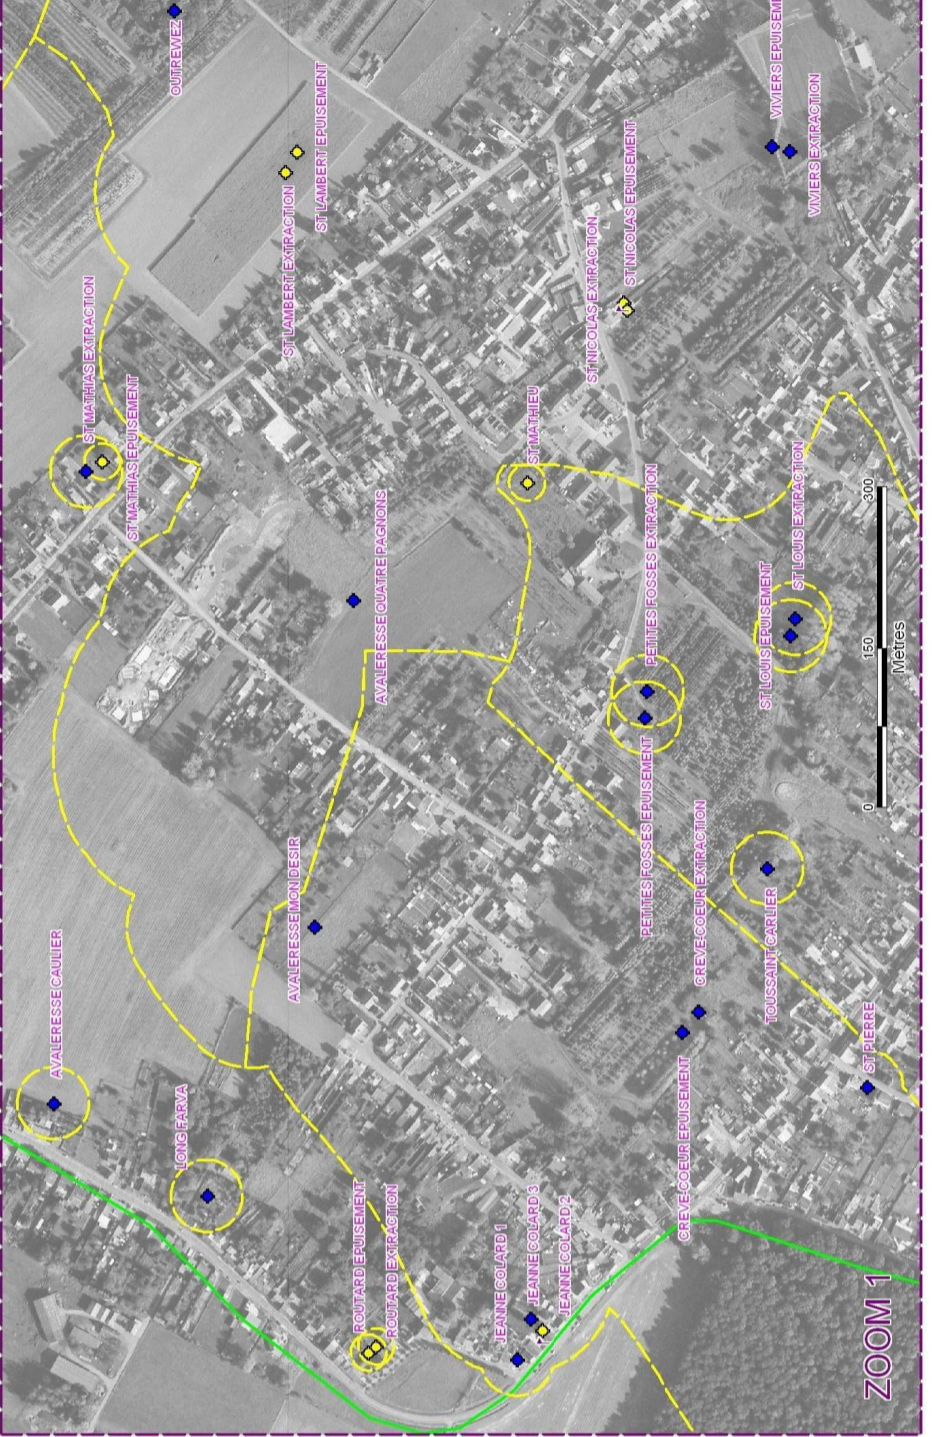 OUTREWEZ
VIVIERS EPUISEM
VIVIERS EXTRACTION
ST LAMBERT EPUISEMENT
ST LAMBERT EXTRACTION
ST NICOLAS EPUISEMENT
ST NICOLAS EXTRACTION
ST MATHIAS EXTRACTION
ST MATHIAS EPUISEMENT
ST MATHIEU
AVALERESSE QUATRE PAGNONS
PETITES FOSSES EXTRACTION
PETITES FOSSES EPUISEMENT
ST LOUIS EXTRACTION
ST LOUIS EPUISEMENT
0
150
300
Mètres
AVALERESSE MON DESIR
CREVE-COEUR EXTRACTION
CREVE-COEUR EPUISEMENT
TOUSSAINT CARLIER
ST PIERRE
AVALERESSE CAULIER
LONG FARVA
ROUTARD EPUISEMENT
ROUTARD EXTRACTION
JEANNE COLARD 1
JEANNE COLARD 3
JEANNE COLARD 2
ZOOM 1